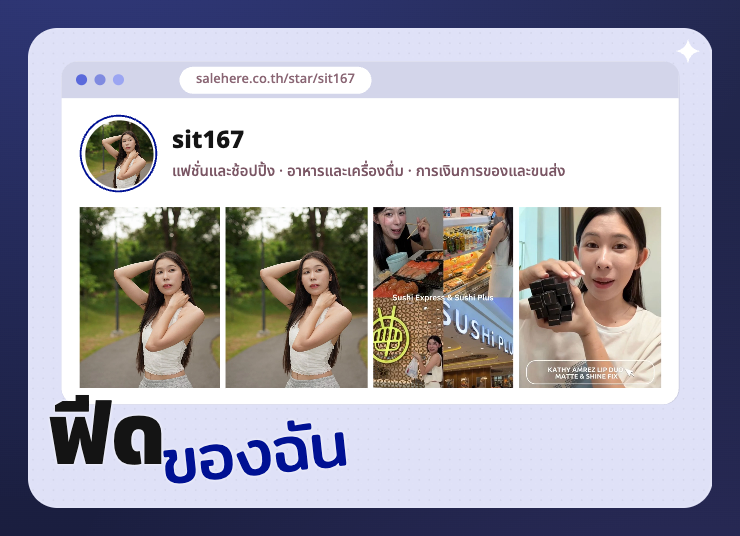 salehere.co.th/star/sit167
sit167
แฟชั่นและช้อปปิ้ง · อาหารและเครื่องดื่ม · การเงินการของและขนส่ง
Sushi Express & Sushi Plus
SUSHi PLU
KATHY AMREZ LIP DUO
MATTE & SHINE FIX
ฟีด
ของฉัน